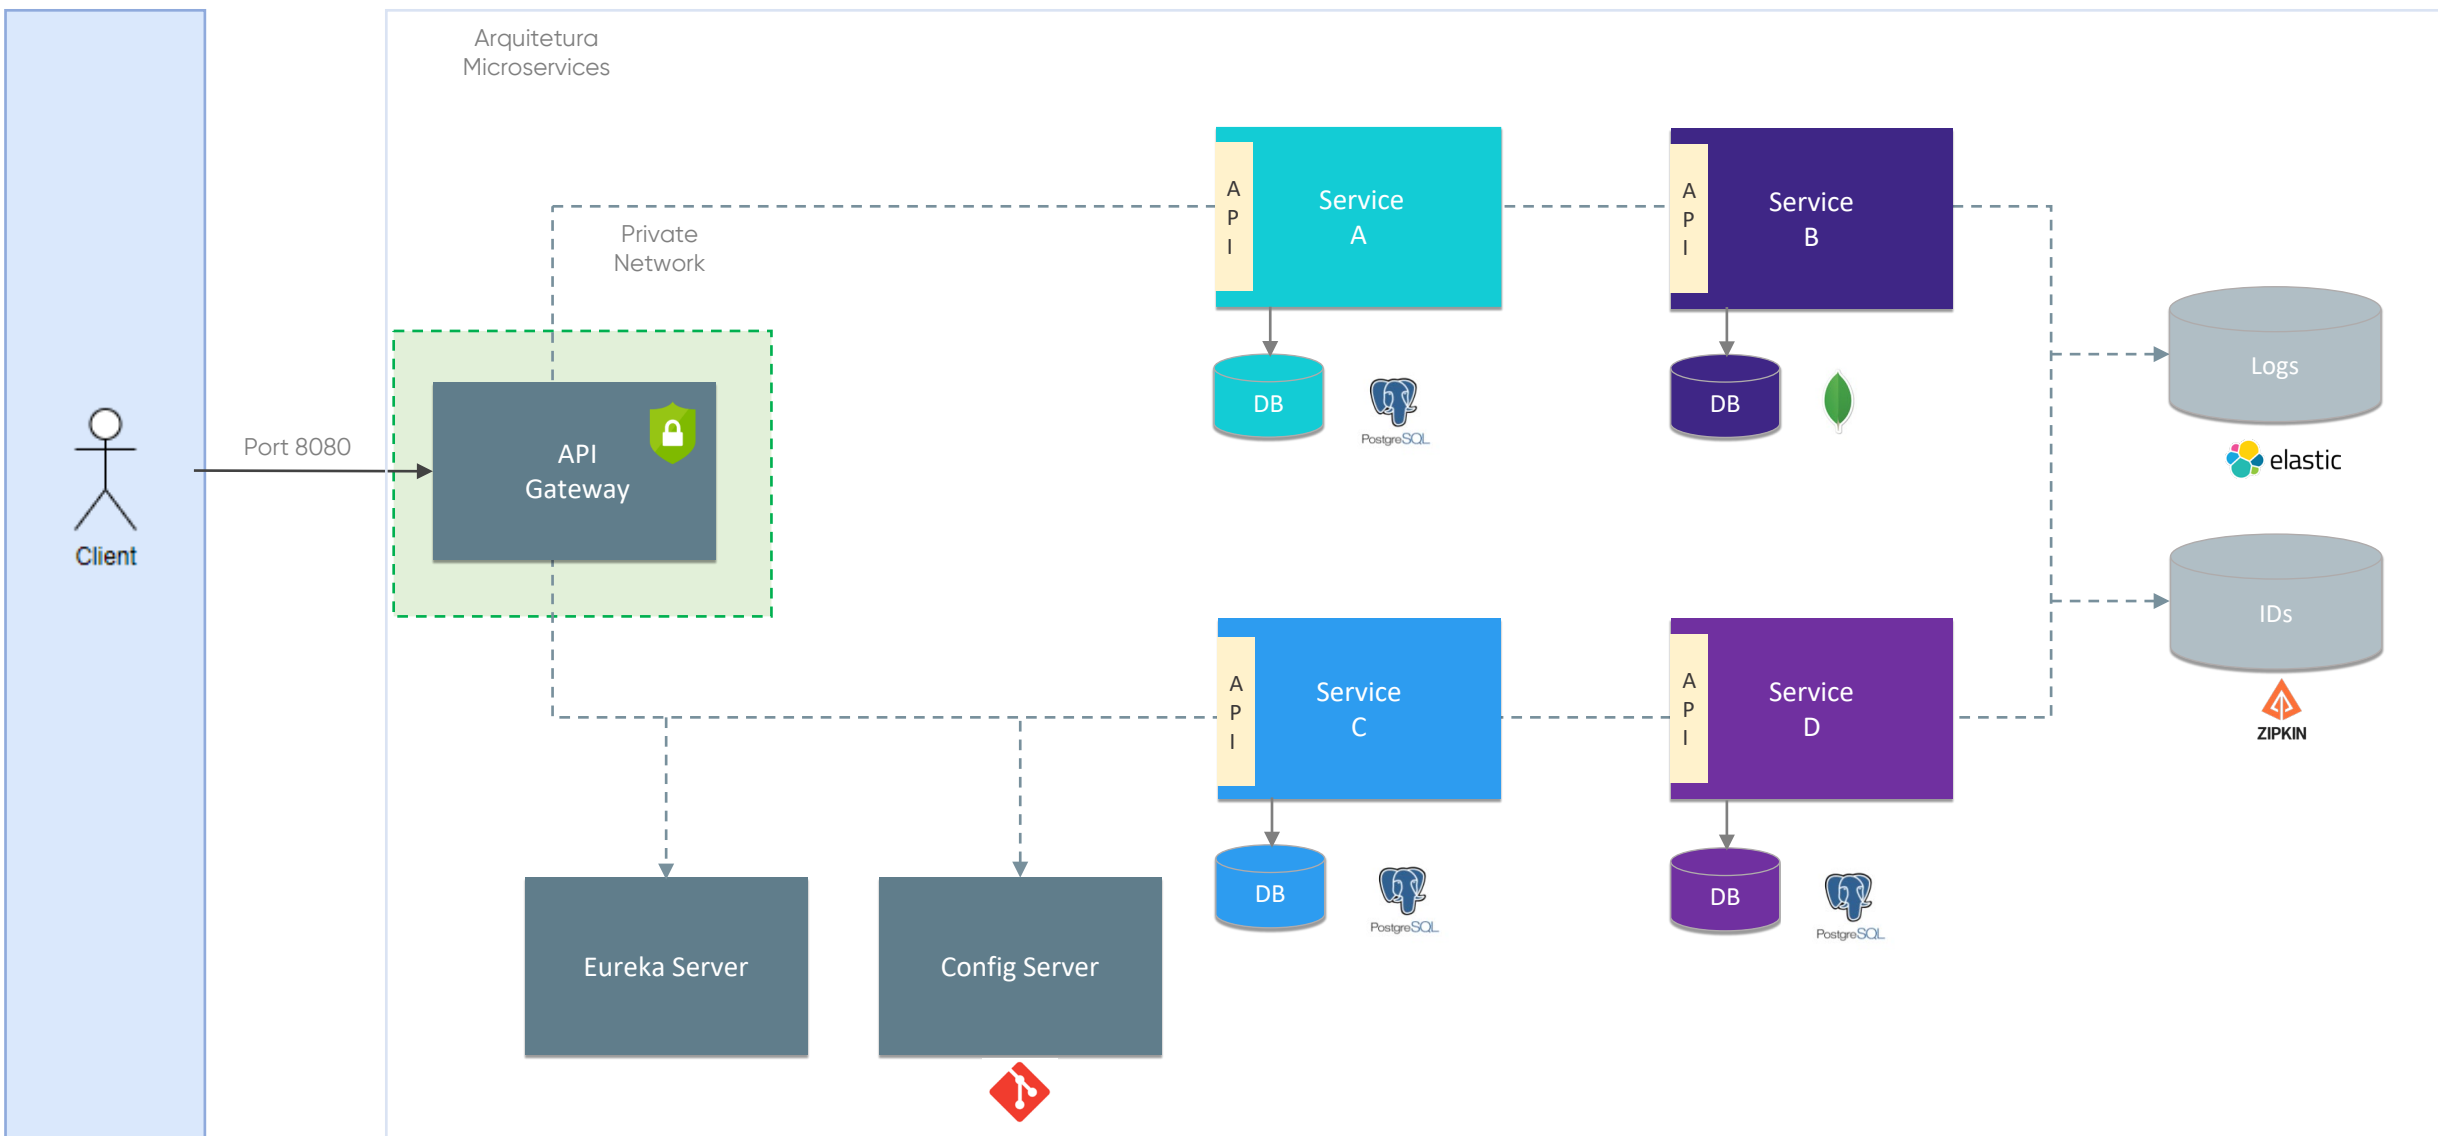 Arquitetura
Microservices
Client
Port 8080
Private
Network
API
Gateway
A
P
I
Service
A
DB
PostgreSQL
A
P
I
Service
B
DB
Logs
elastic
IDs
ZIPKIN
A
P
I
Service
C
DB
PostgreSQL
A
P
I
Service
D
DB
PostgreSQL
Eureka Server
Config Server